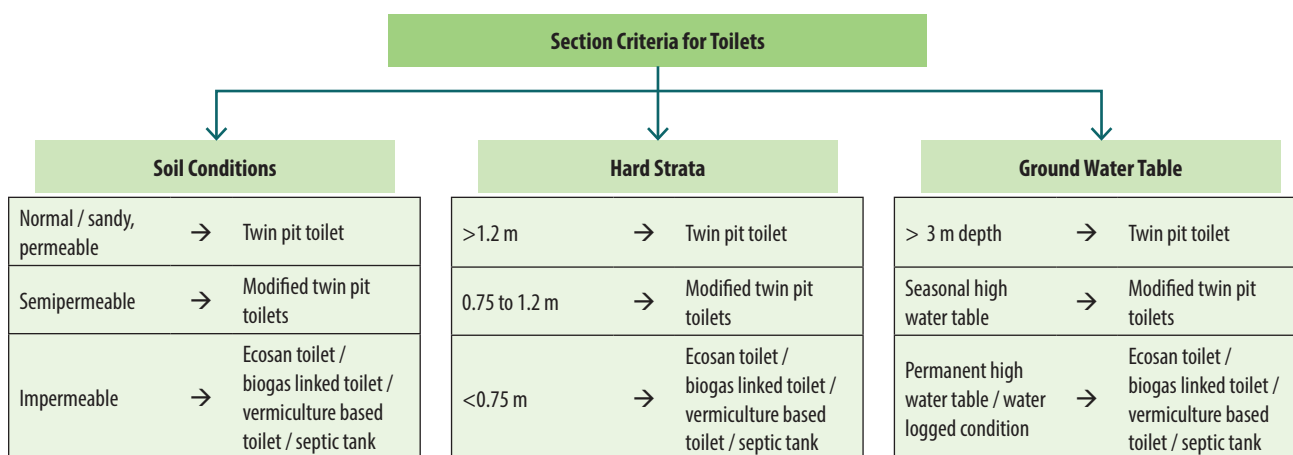 Section Criteria for Toilets
Soil Conditions
Normal / sandy,
permeable
→
Twin pit toilet
Semipermeable
→
Modified twin pit
toilets
Impermeable
→
Ecosan toilet /
biogas linked toilet /
vermiculture based
toilet / septic tank
Hard Strata
>1.2 m
→
Twin pit toilet
0.75 to 1.2 m
→
Modified twin pit
toilets
<0.75 m
→
Ecosan toilet /
biogas linked toilet /
vermiculture based
toilet / septic tank
Ground Water Table
> 3 m depth
→
Twin pit toilet
Seasonal high
water table
→
Modified twin pit
toilets
Permanent high
water table / water
logged condition
→
Ecosan toilet /
biogas linked toilet /
vermiculture based
toilet / septic tank